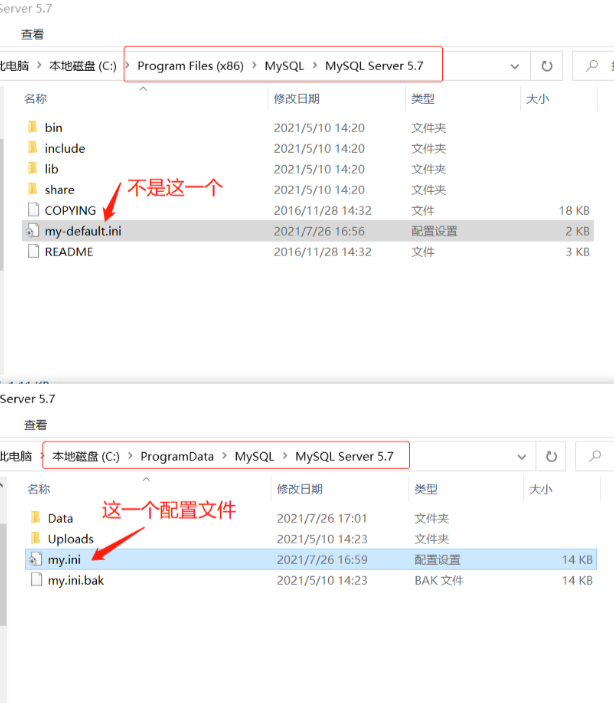 Server 5.7
查看
此电脑 › 本地磁盘 (C:) › Program Files (x86) › MySQL › MySQL Server 5.7
名称 修改日期 类型 大小
bin 2021/5/10 14:20 文件夹
include 2021/5/10 14:20 文件夹
lib 2021/5/10 14:20 文件夹
不是这一个
share 2021/5/10 14:20 文件夹
COPYING 2016/11/28 14:32 文件 18 KB
my-default.ini 2021/7/26 16:56 配置设置 2 KB
README 2016/11/28 14:32 文件 3 KB
Server 5.7
查看
此电脑 › 本地磁盘 (C:) › ProgramData › MySQL › MySQL Server 5.7
名称 修改日期 类型 大小
这一个配置文件
Data 2021/7/26 17:01 文件夹
Uploads 2021/5/10 14:23 文件夹
my.ini 2021/7/26 16:59 配置设置 14 KB
my.ini.bak 2021/5/10 14:23 BAK 文件 14 KB